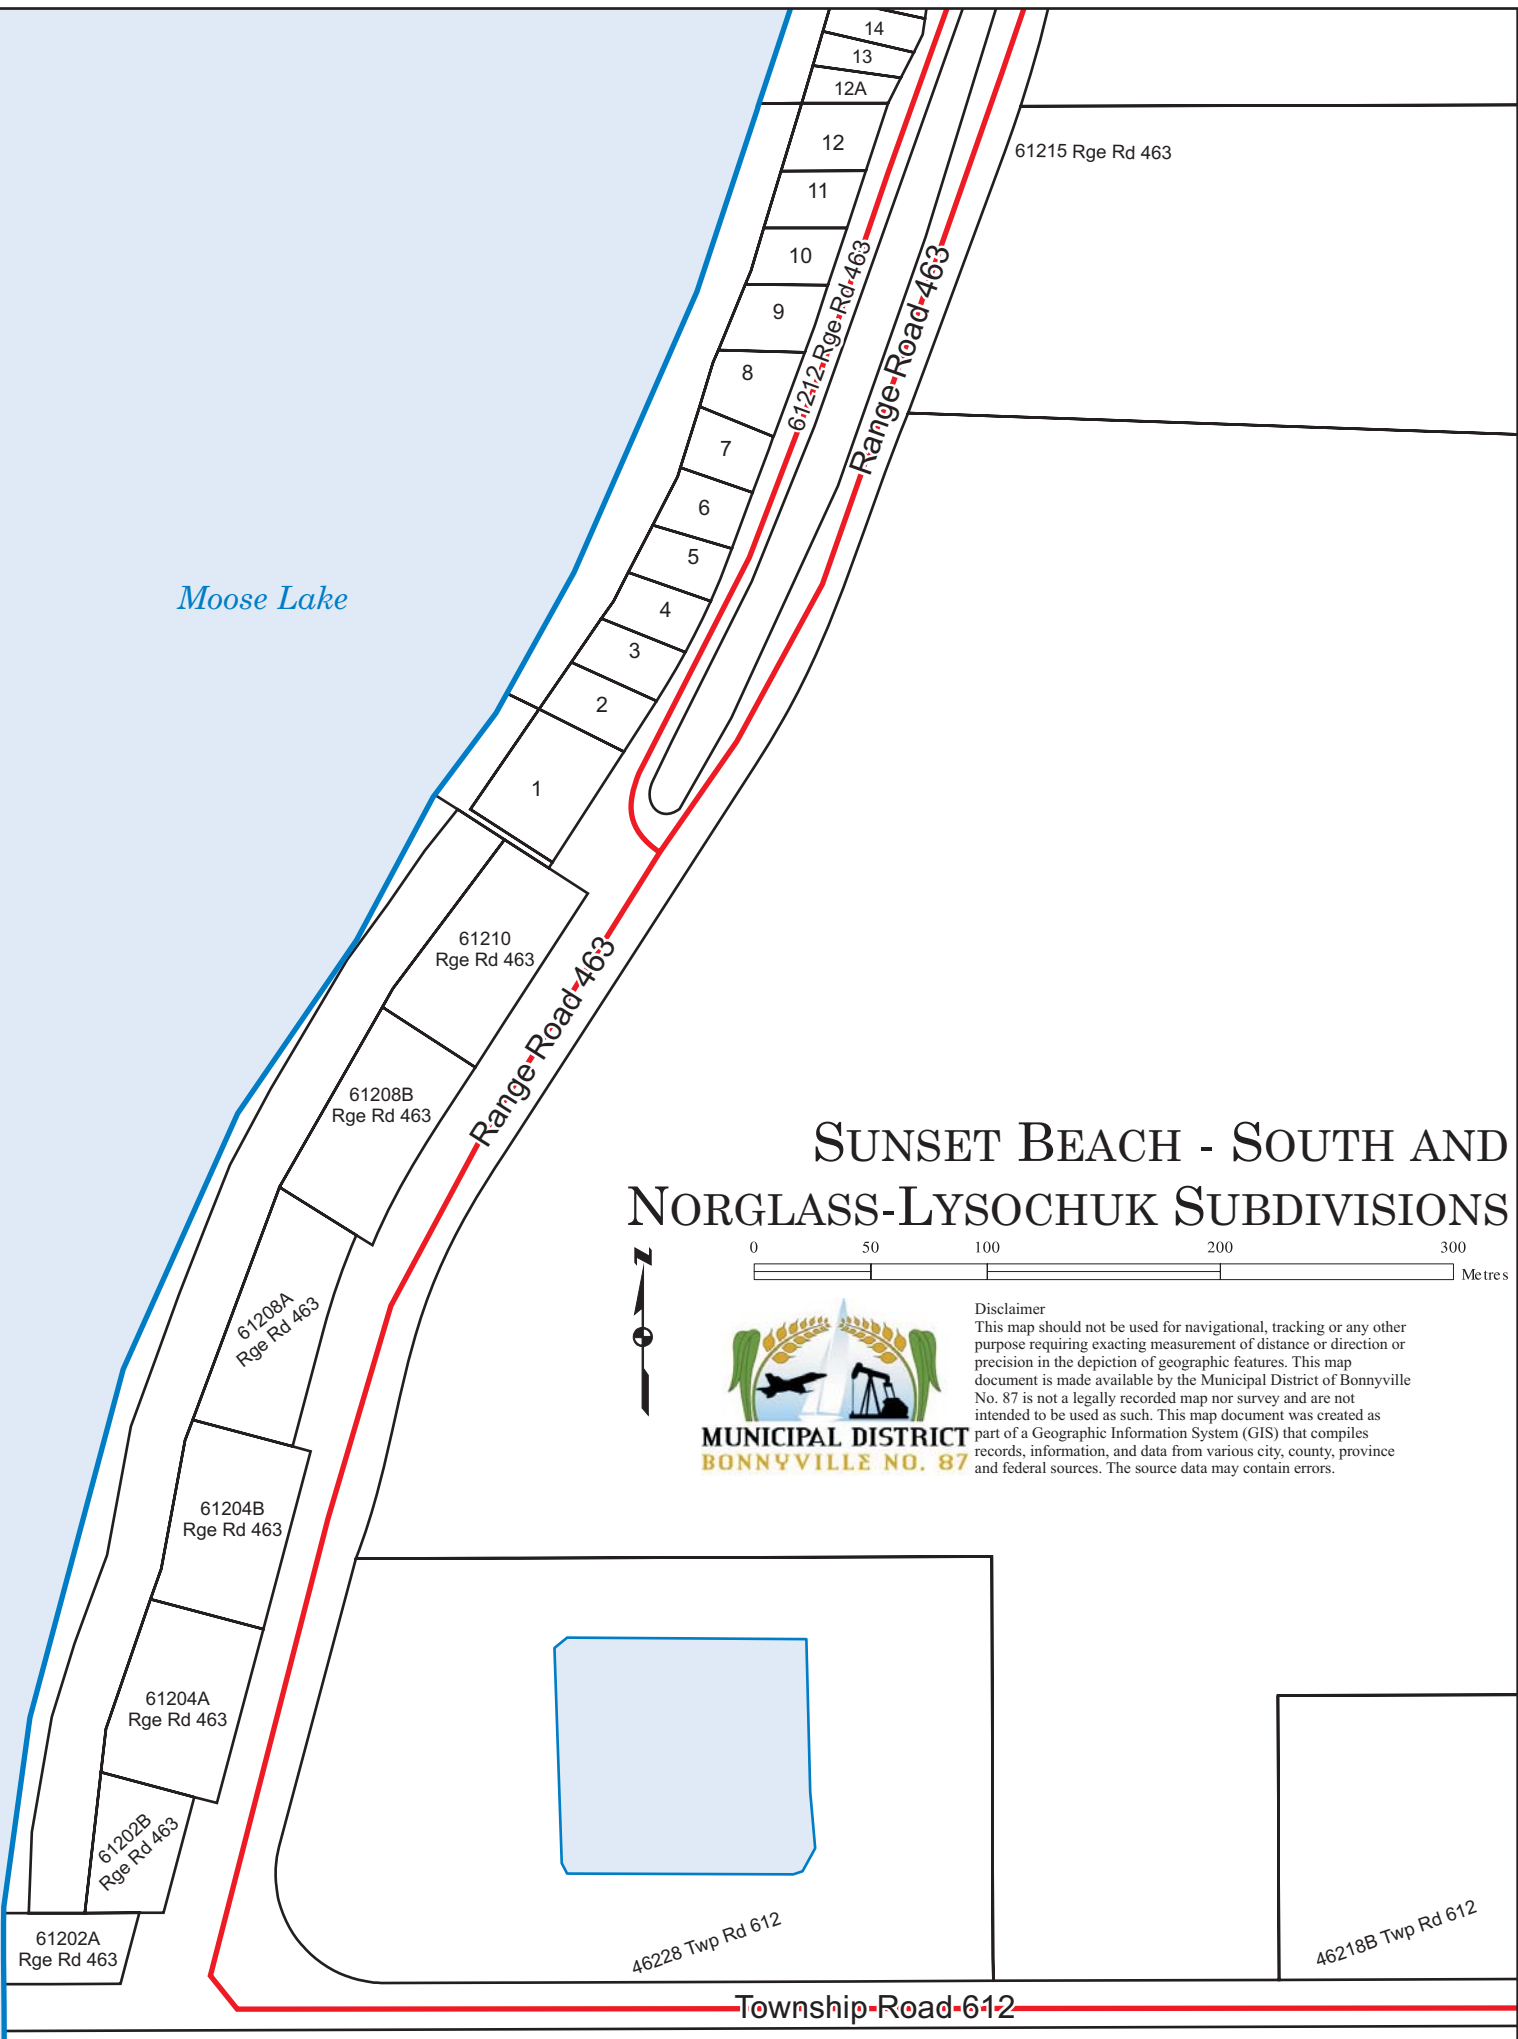 14
13
12A
12
11
10
9
8
7
6
5
4
3
2
1
61215 Rge Rd 463
61212 Rge Rd 463
Range Road 463
Moose Lake
61210
Rge Rd 463
Range Road 463
61208B
Rge Rd 463
61208A
Rge Rd 463
61204B
Rge Rd 463
61204A
Rge Rd 463
61202B
Rge Rd 463
61202A
Rge Rd 463
SUNSET BEACH - SOUTH AND
NORGLASS-LYSOCHUK SUBDIVISIONS
N
0 50 100 200 300
Metres
MUNICIPAL DISTRICT
BONNYVILLE NO. 87
Disclaimer
This map should not be used for navigational, tracking or any other
purpose requiring exacting measurement of distance or direction or
precision in the depiction of geographic features. This map
document is made available by the Municipal District of Bonnyville
No. 87 is not a legally recorded map nor survey and are not
intended to be used as such. This map document was created as
part of a Geographic Information System (GIS) that compiles
records, information, and data from various city, county, province
and federal sources. The source data may contain errors.
46228 Twp Rd 612
46218B Twp Rd 612
Township Road 612